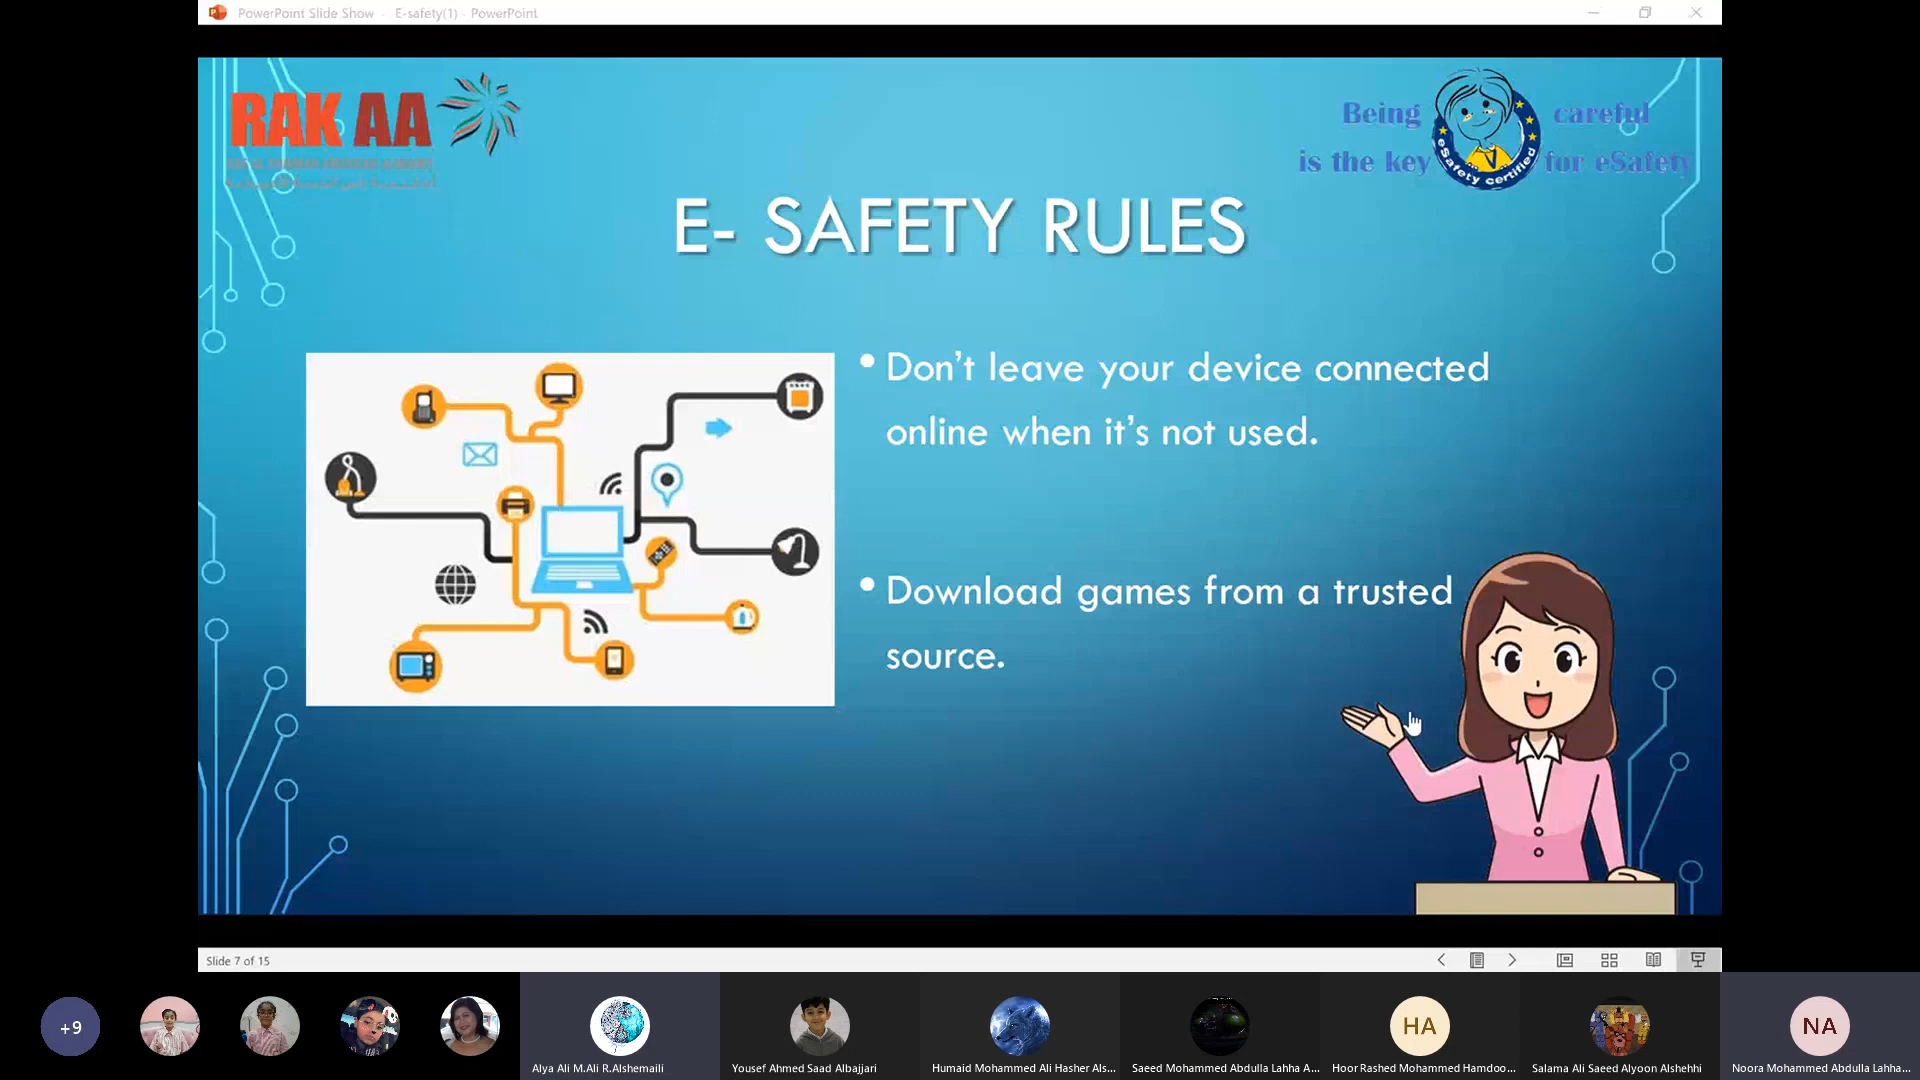 PowerPoint Slide Show - E-safety(1) - PowerPoint
RAK AA
Being careful
is the key for eSafety
eSafety certified
E- SAFETY RULES
• Don't leave your device connected
online when it's not used.
• Download games from a trusted
source.
Slide 7 of 15
+9
HA
NA
Alya Ali M.Ali R.Alshemaili
Yousef Ahmed Saad Albajjari
Humaid Mohammed Ali Hasher Als...
Saeed Mohammed Abdulla Lahha A...
Hoor Rashed Mohammed Hamdoo...
Salama Ali Saeed Alyoon Alshehhi
Noora Mohammed Abdulla Lahha...